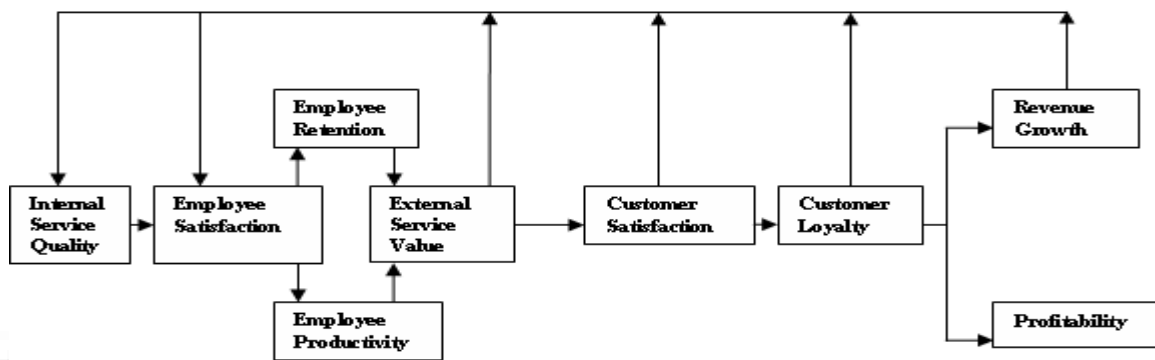 Employee
Retention
Revenue
Growth
Internal
Service
Quality
Employee
Satisfaction
External
Service
Value
Customer
Satisfaction
Customer
Loyalty
Employee
Productivity
Profitability